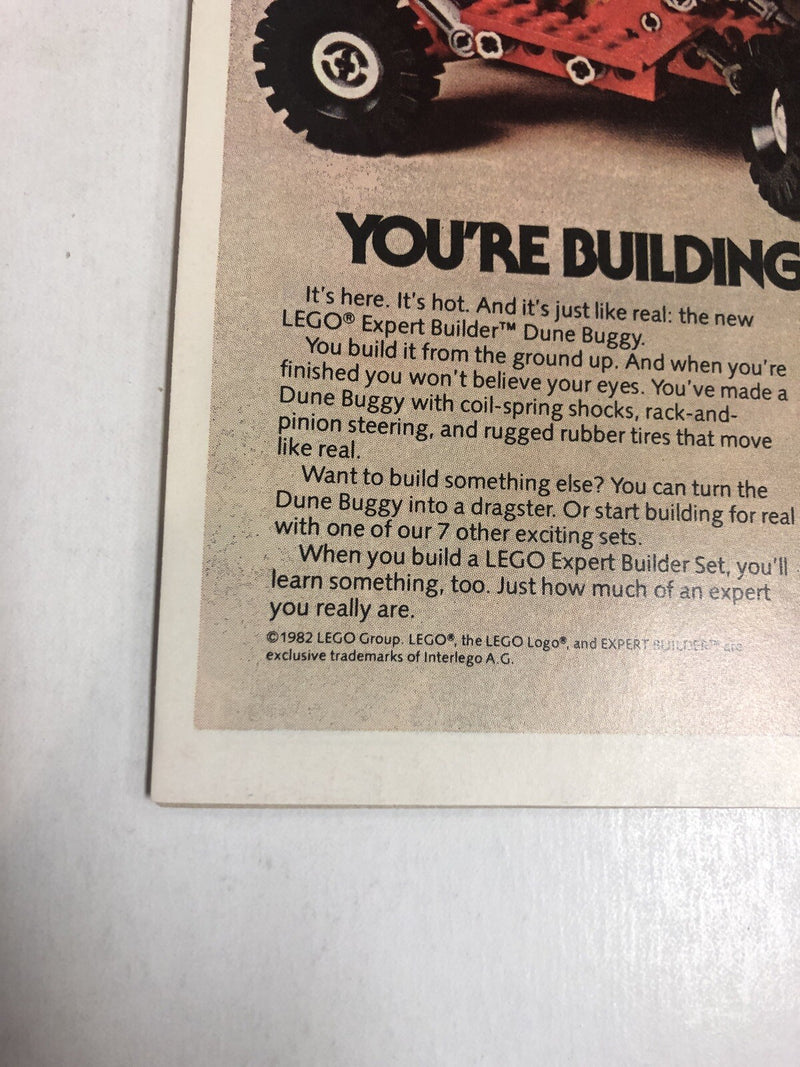 YOU'RE BUILDING
It's here. It's hot. And it's just like real: the new
LEGO® Expert Builder™ Dune Buggy.
You build it from the ground up. And when you're
finished you won't believe your eyes. You've made a
Dune Buggy with coil-spring shocks, rack-and-
pinion steering, and rugged rubber tires that move
like real.
Want to build something else? You can turn the
Dune Buggy into a dragster. Or start building for real
with one of our 7 other exciting sets.
When you build a LEGO Expert Builder Set, you'll
learn something, too. Just how much of an expert
you really are.
©1982 LEGO Group. LEGO®, the LEGO Logo®, and EXPERT BUILDER™ are
exclusive trademarks of Interlego A.G.